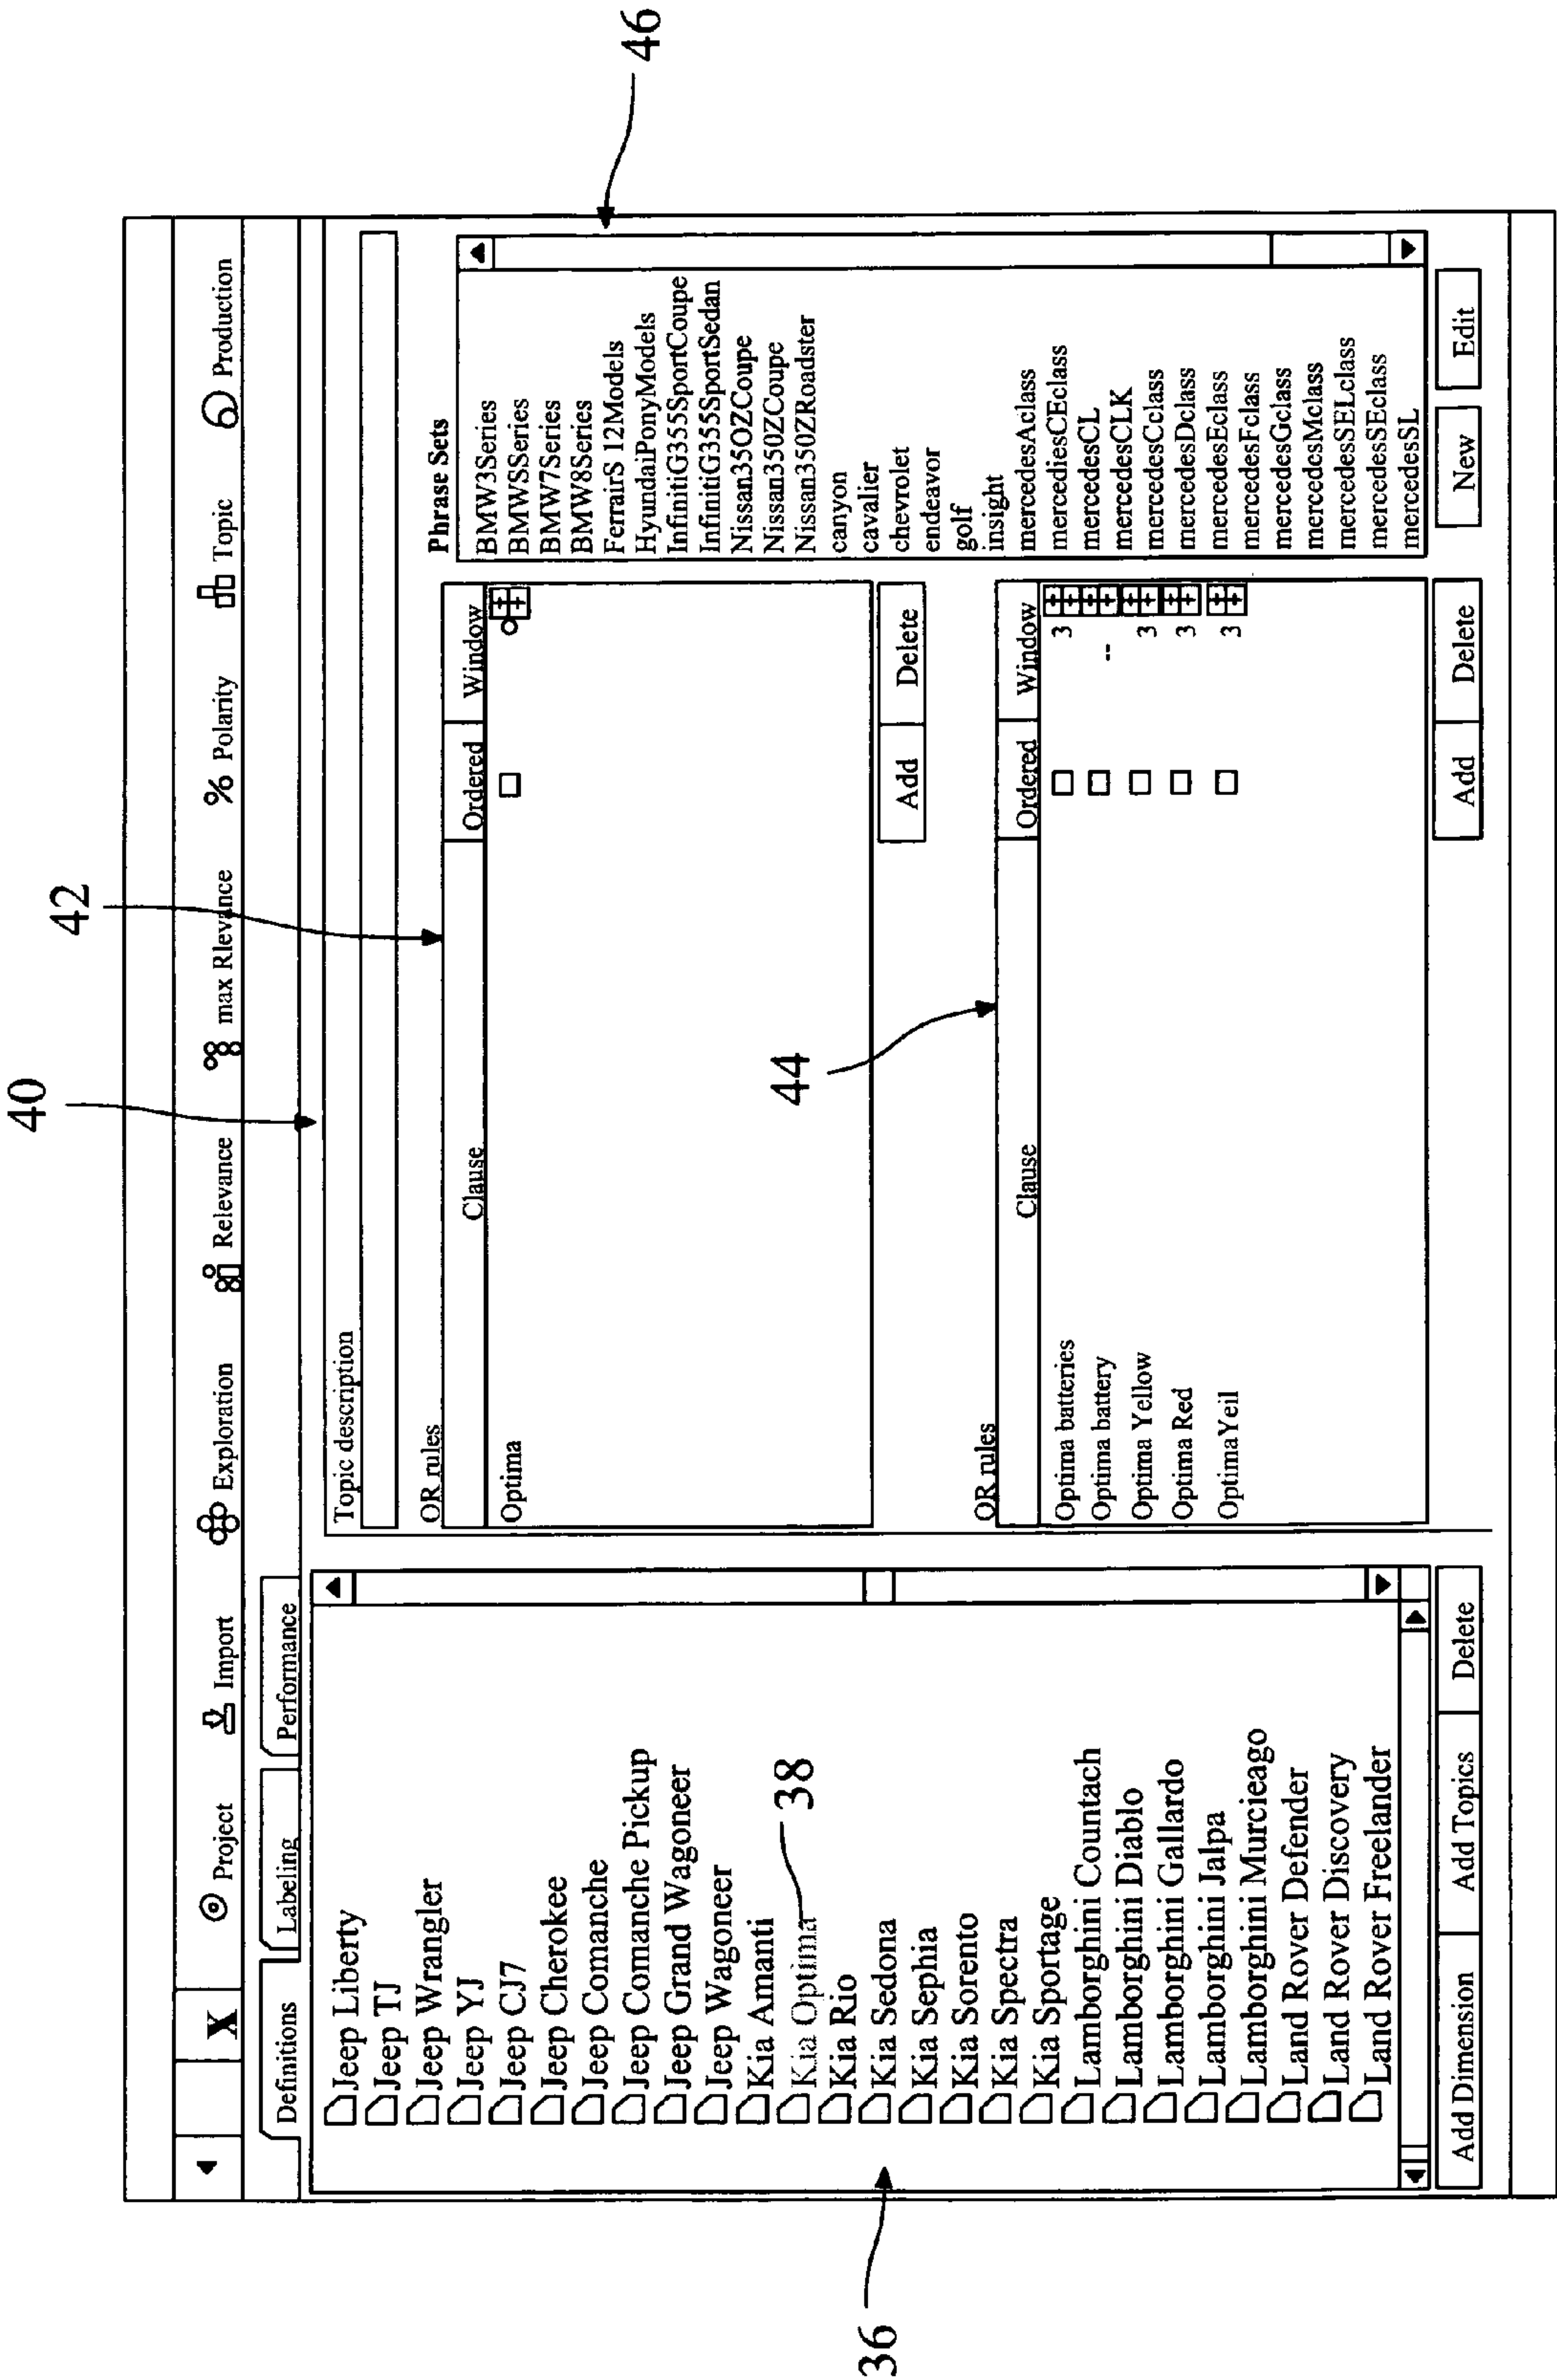 40
42
X
Project
Import
Exploration
Relevance
max Rlevance
% Polarity
Topic
Production
Definitions
Labeling
Performance
Jeep Liberty
Jeep TJ
Jeep Wrangler
Jeep YJ
Jeep CJ7
Jeep Cherokee
Jeep Comanche
Jeep Comanche Pickup
Jeep Grand Wagoneer
Jeep Wagoneer
Kia Amanti
Kia Optima
Kia Rio
Kia Sedona
Kia Sephia
Kia Sorento
Kia Spectra
Kia Sportage
Lamborghini Countach
Lamborghini Diablo
Lamborghini Gallardo
Lamborghini Jalpa
Lamborghini Murcieago
Land Rover Defender
Land Rover Discovery
Land Rover Freelander
Add Dimension
Add Topics
Delete
36
38
Topic description
OR rules
Clause
Ordered
Window
Optima
Add
Delete
44
OR rules
Clause
Ordered
Window
Optima batteries 3
Optima battery --
Optima Yellow 3
Optima Red 3
OptimaYeil 3
Add
Delete
Phrase Sets
BMW3Series
BMWSSeries
BMW7Series
BMW8Series
FerrairS 12Models
HyundaiPonyModels
InfinitiG355SportCoupe
InfinitiG355SportSedan
Nissan35OZCoupe
Nissan350ZCoupe
Nissan350ZRoadster
canyon
cavalier
chevrolet
endeavor
golf
insight
mercedesAclass
mercediesCEclass
mercedesCL
mercedesCLK
mercedesCclass
mercedesDclass
mercedesEclass
mercedesFclass
mercedesGclass
mercedesMclass
mercedesSELclass
mercedesSEclass
mercedesSL
New
Edit
46